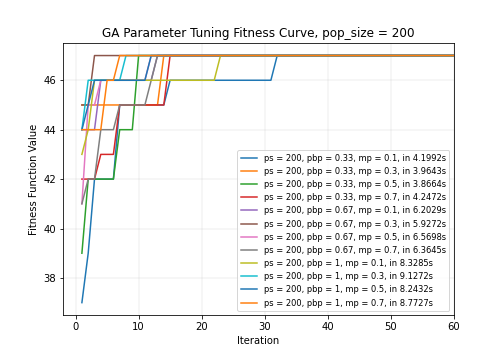 GA Parameter Tuning Fitness Curve, pop_size = 200
Fitness Function Value
46
44
42
40
38
ps = 200, pbp = 0.33, mp = 0.1, in 4.1992s
ps = 200, pbp = 0.33, mp = 0.3, in 3.9643s
ps = 200, pbp = 0.33, mp = 0.5, in 3.8664s
ps = 200, pbp = 0.33, mp = 0.7, in 4.2472s
ps = 200, pbp = 0.67, mp = 0.1, in 6.2029s
ps = 200, pbp = 0.67, mp = 0.3, in 5.9272s
ps = 200, pbp = 0.67, mp = 0.5, in 6.5698s
ps = 200, pbp = 0.67, mp = 0.7, in 6.3645s
ps = 200, pbp = 1, mp = 0.1, in 8.3285s
ps = 200, pbp = 1, mp = 0.3, in 9.1272s
ps = 200, pbp = 1, mp = 0.5, in 8.2432s
ps = 200, pbp = 1, mp = 0.7, in 8.7727s
0 10 20 30 40 50 60
Iteration